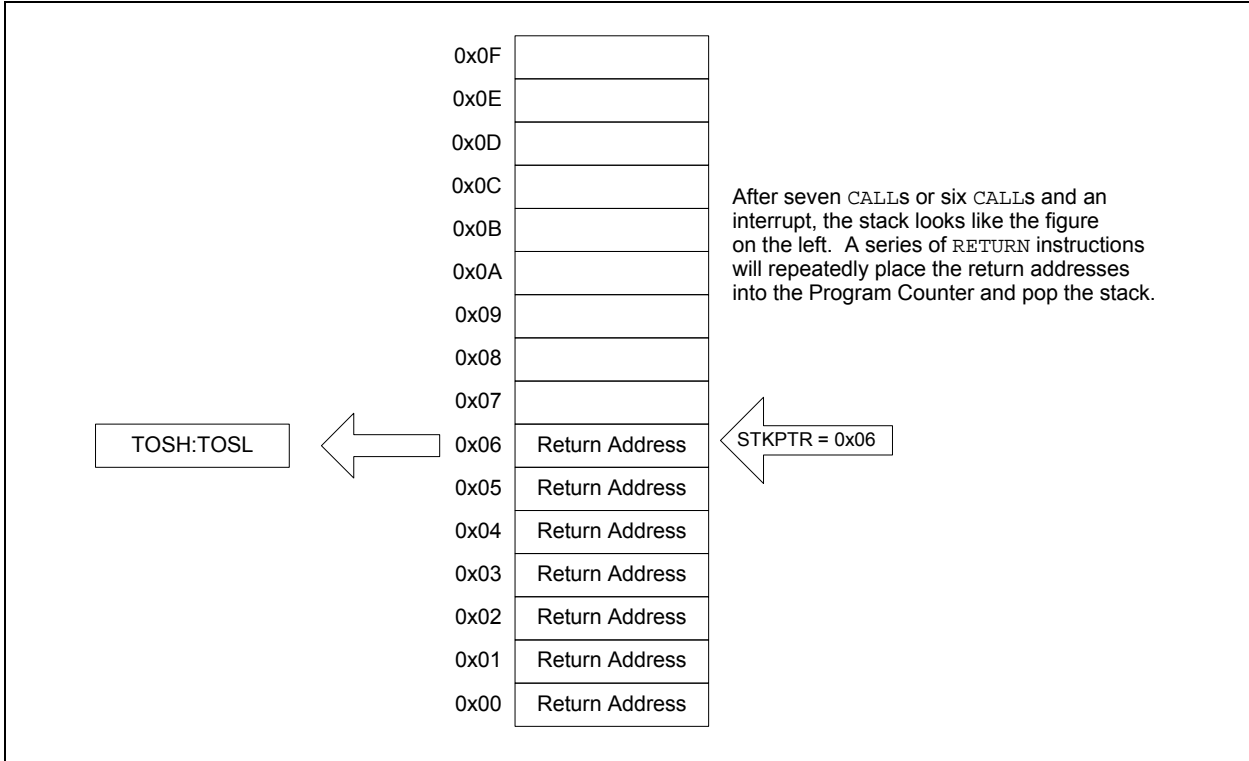 0x0F
0x0E
0x0D
0x0C
0x0B
0x0A
0x09
0x08
0x07
After seven CALLs or six CALLs and an
interrupt, the stack looks like the figure
on the left. A series of RETURN instructions
will repeatedly place the return addresses
into the Program Counter and pop the stack.
TOSH:TOSL
0x06 Return Address
STKPTR = 0x06
0x05 Return Address
0x04 Return Address
0x03 Return Address
0x02 Return Address
0x01 Return Address
0x00 Return Address